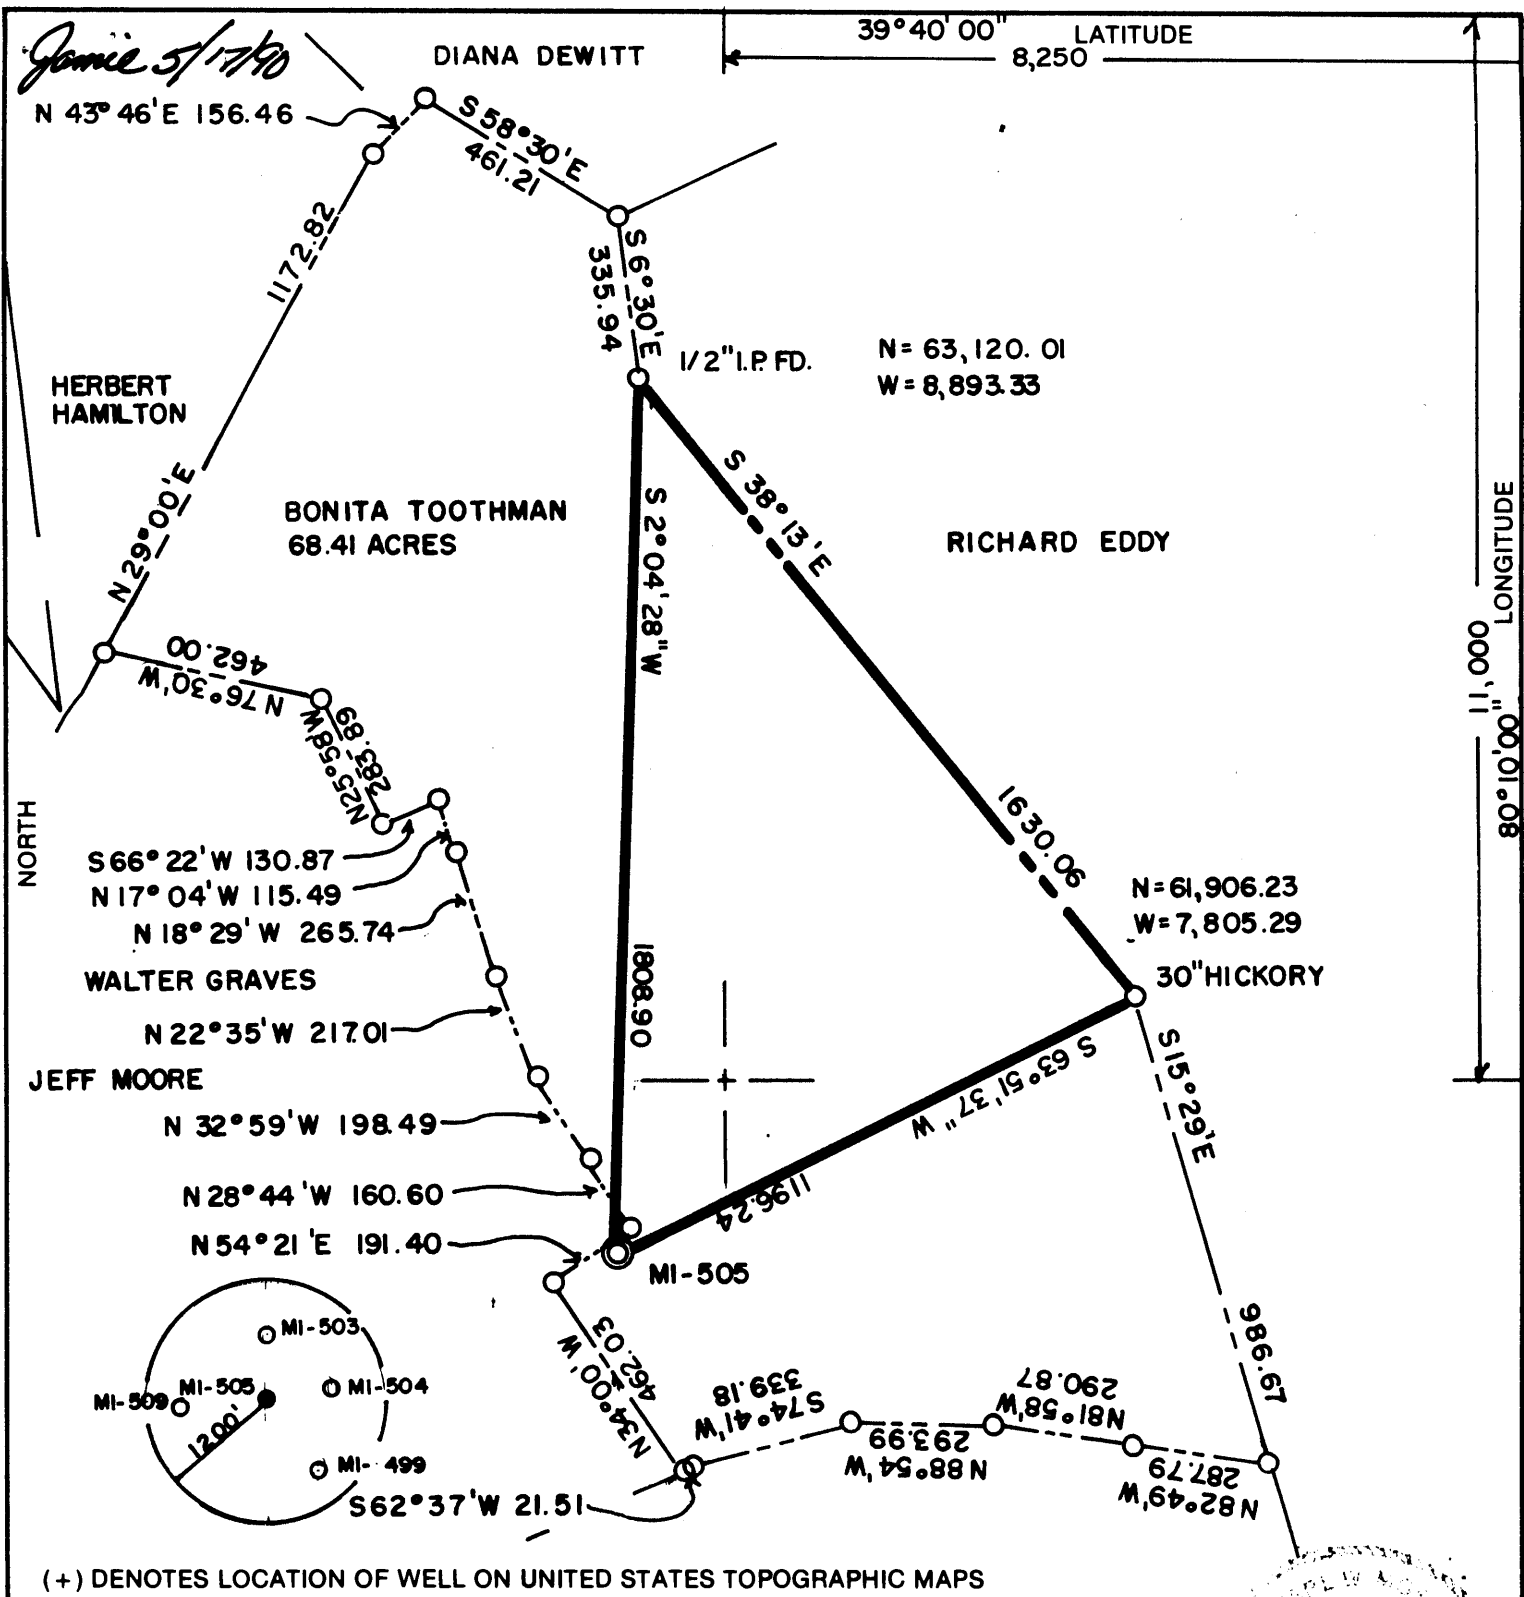 Jamie 5/17/90
39°40'00" LATITUDE
8,250
DIANA DEWITT
N 43° 46'E 156.46
S 58°30'E
461.21
1172.82
N 29°00'E
S 6°30'E
335.94
1/2" I.P. FD.
N= 63,120.01
W= 8,893.33
HERBERT
HAMILTON
BONITA TOOTHMAN
68.41 ACRES
S 38°13'E
1630.06
S 2°04'28"W
1808.90
RICHARD EDDY
LONGITUDE
80°10'00"
11,000
462.00
N 76°30'W
N25°58'W
283.89
NORTH
S 66° 22'W 130.87
N 17° 04'W 115.49
N 18° 29' W 265.74
WALTER GRAVES
N 22°35'W 217.01
JEFF MOORE
N 32°59'W 198.49
N 28°44'W 160.60
N 54°21'E 191.40
N=61,906.23
W=7,805.29
30" HICKORY
S 63°51'37" W
1196.24
S 15°29'E
986.67
MI-505
MI-503
MI-505
MI-504
MI-509
1200'
MI-499
N34°00'W
462.03
S74°41'W
339.18
N88°54'W
293.99
N81°58'W
290.87
N82°49'W
287.79
S62°37'W 21.51
(+) DENOTES LOCATION OF WELL ON UNITED STATES TOPOGRAPHIC MAPS